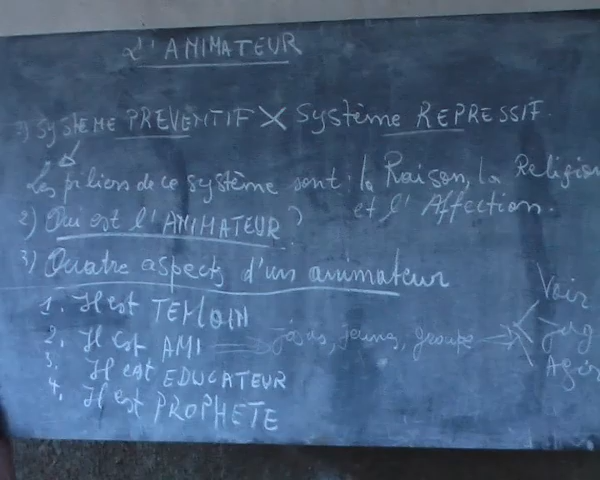 L'ANIMATEUR
1) SYSTEME PREVENTIF X Système REPRESSIF.
Les piliers de ce système sont : la Raison, la Religion
et l'Affection.
2) Qui est l'ANIMATEUR ?
3) Quatre aspects d'un animateur
1. Il est TEMOIN
2. Il est AMI => jeunes, groupe
Voir
Jug
Agir
3. Il est EDUCATEUR
4. Il est PROPHETE